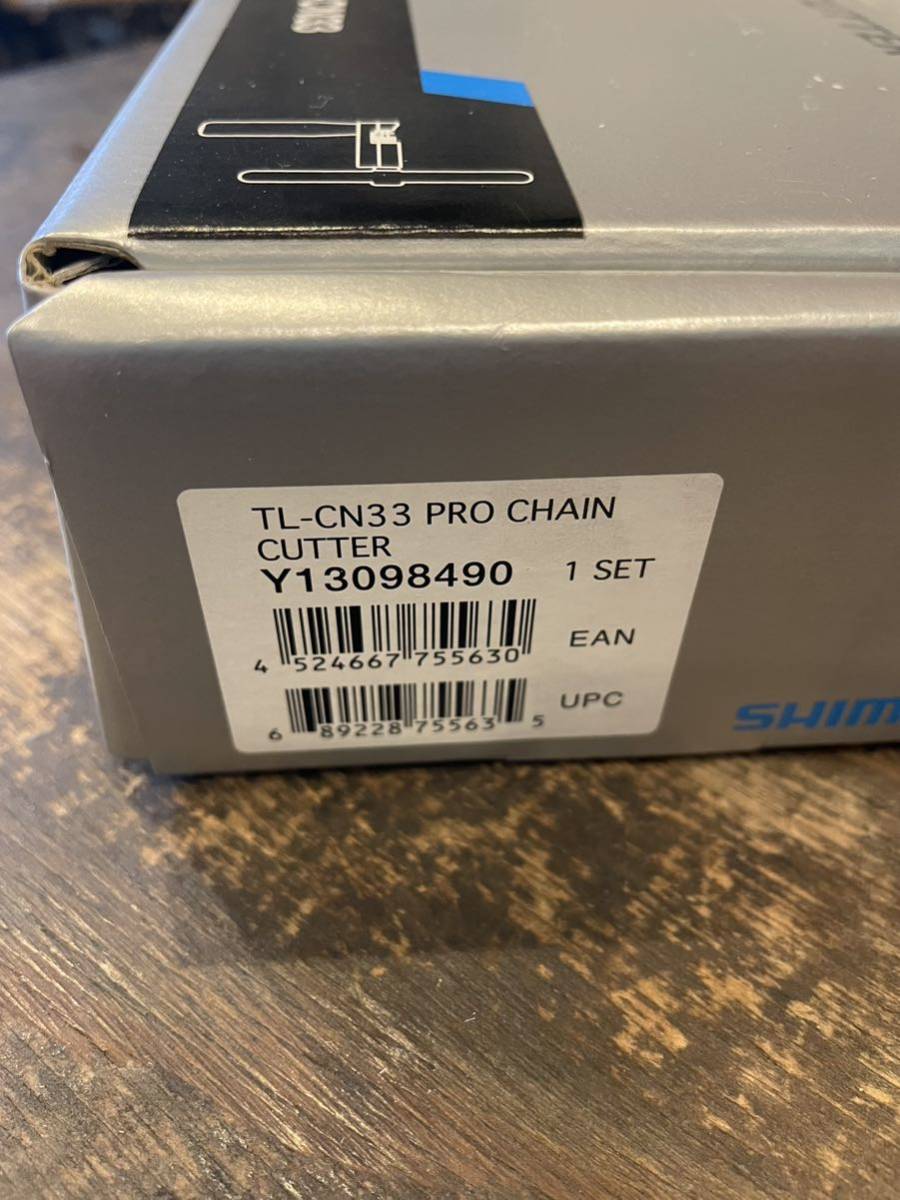 TL-CN33 PRO CHAIN
CUTTER
Y13098490 1 SET
4 524667 755630 EAN
6 89228 75563 5 UPC
SHIM